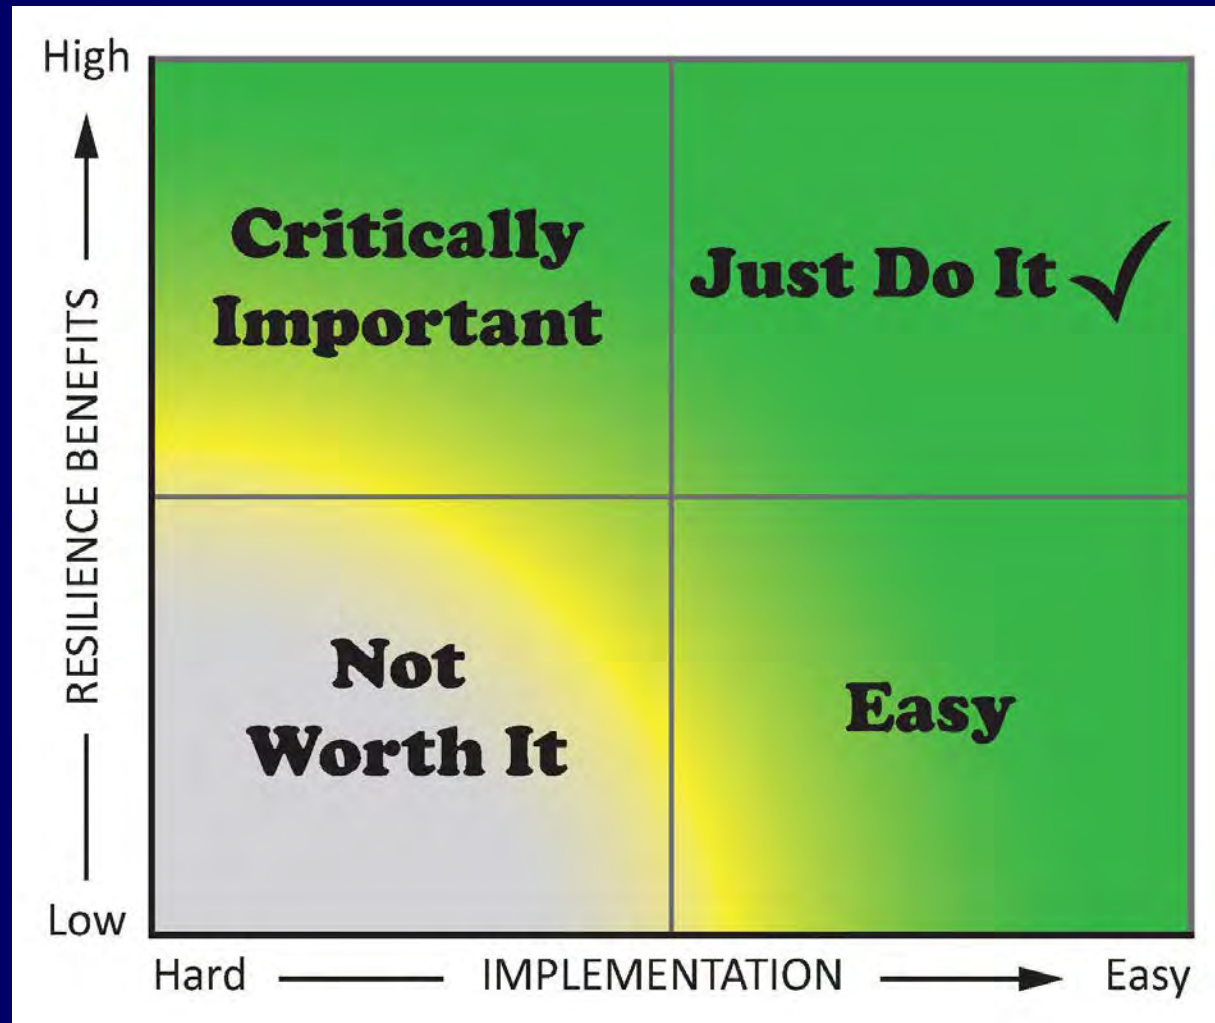 High
Critically
Important
Just Do It ✓
RESILIENCE BENEFITS
Not
Worth It
Easy
Low
Hard
IMPLEMENTATION
Easy